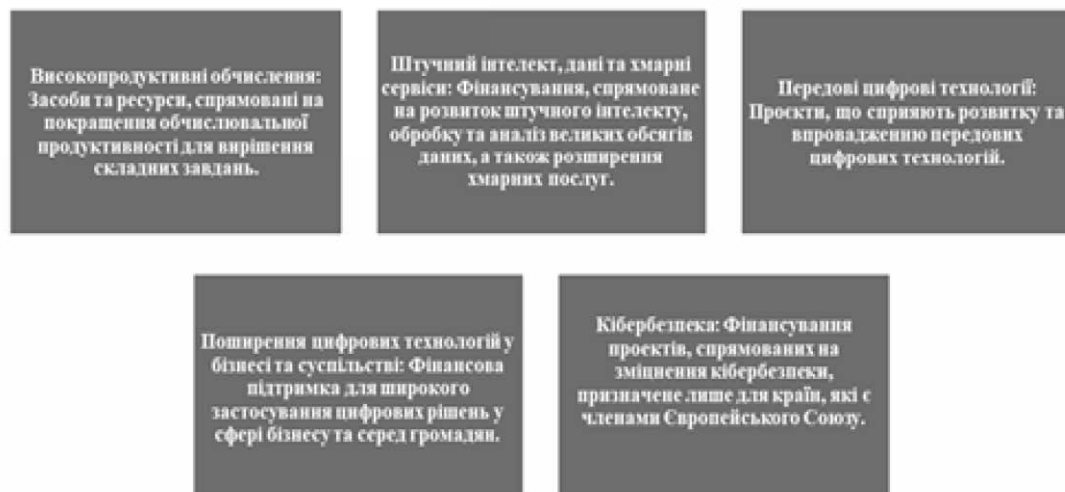 Високопродуктивні обчислення:
Засоби та ресурси, спрямовані на
покращення обчислювальної
продуктивності для вирішення
складних завдань.
Штучний інтелект, дані та хмарні
сервіси: Фінансування, спрямоване
на розвиток штучного інтелекту,
обробку та аналіз великих обсягів
даних, а також розширення
хмарних послуг.
Передові цифрові технології:
Проєкти, що сприяють розвитку та
впровадженню передових
цифрових технологій.
Поширення цифрових технологій у
бізнесі та суспільстві: Фінансова
підтримка для широкого
застосування цифрових рішень у
сфері бізнесу та серед громадян.
Кібербезпека: Фінансування
проєктів, спрямованих на
зміцнення кібербезпеки,
призначене лише для країн, які є
членами Європейського Союзу.